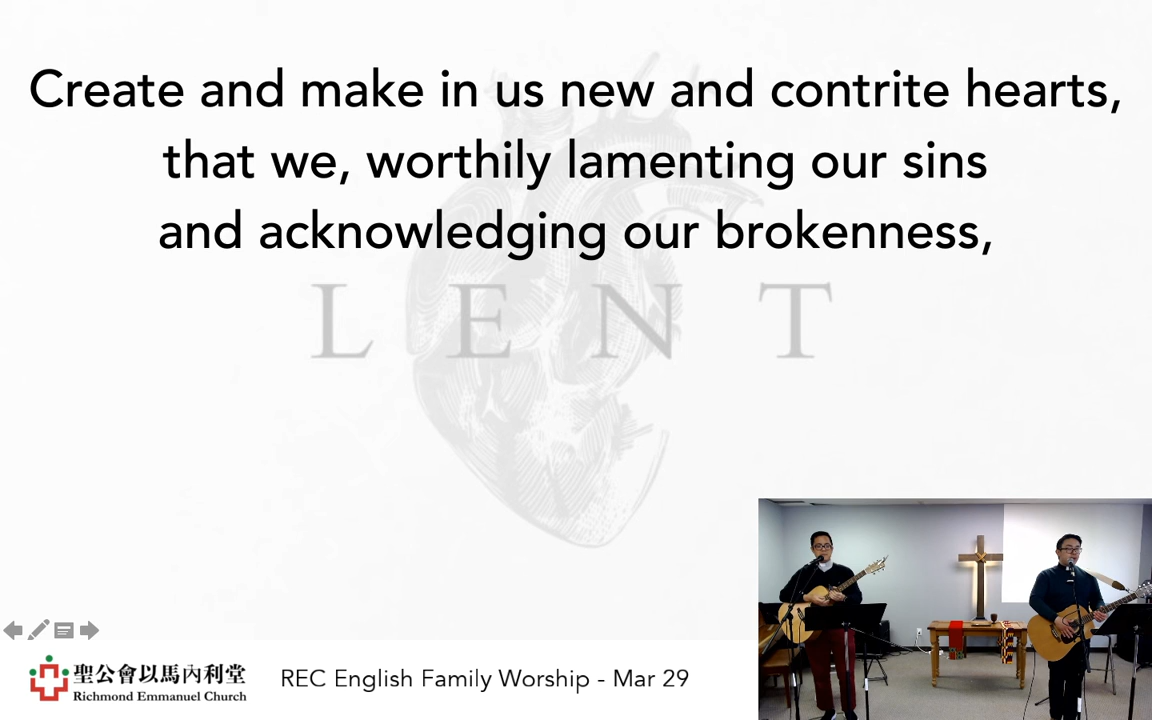 Create and make in us new and contrite hearts,
that we, worthily lamenting our sins
and acknowledging our brokenness,
LENT
聖公會以馬內利堂
Richmond Emmanuel Church
REC English Family Worship - Mar 29